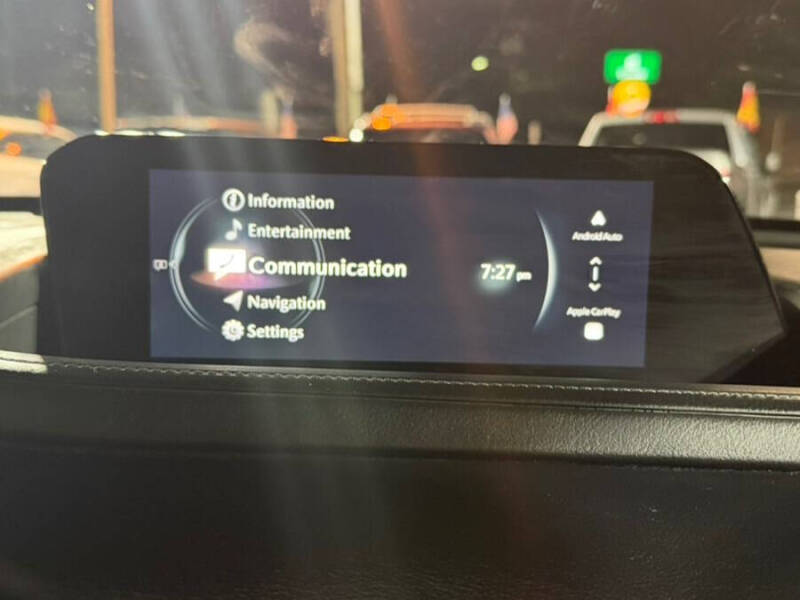 Information
Entertainment
Communication
Navigation
Settings
7:27 pm
Android Auto
Apple CarPlay